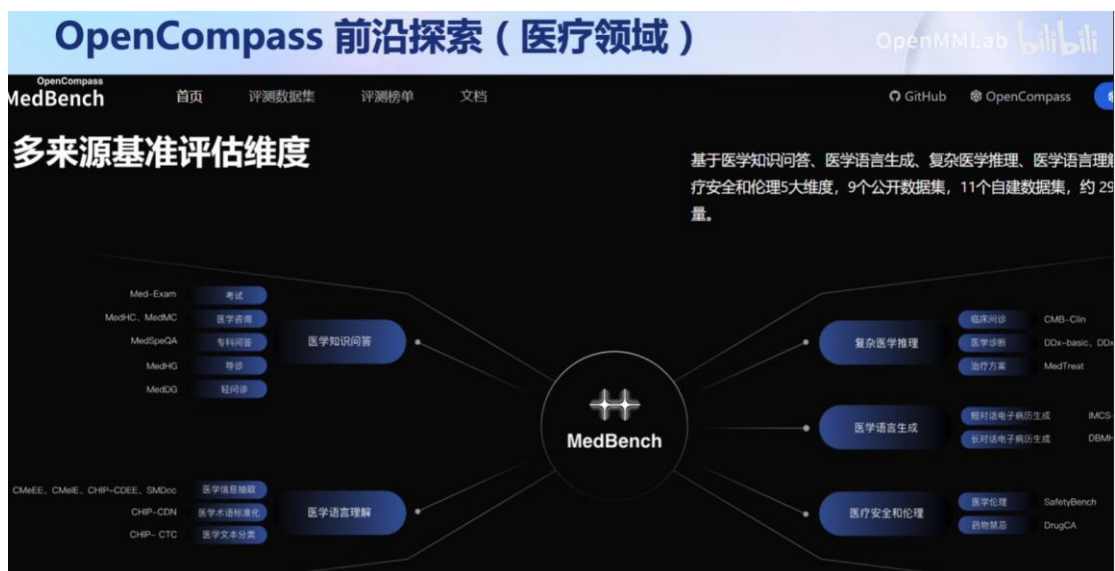 OpenCompass 前沿探索（医疗领域）
OpenMMLab bilibili
OpenCompass
MedBench
首页 评测数据集 评测榜单 文档
GitHub OpenCompass
多来源基准评估维度
基于医学知识问答、医学语言生成、复杂医学推理、医学语言理解
疗安全和伦理5大维度，9个公开数据集，11个自建数据集，约 29
量。
Med-Exam 考试
MedHC、MedMC 医学咨询
MedSpeQA 专科问答
MedHG 导诊
MedDG 轻问诊
医学知识问答
CMeEE、CMeIE、CHIP-CDEE、SMDoc 医学信息抽取
CHIP-CDN 医学术语标准化
CHIP- CTC 医学文本分类
医学语言理解
MedBench
复杂医学推理
临床问诊 CMB-Clin
医学诊断 DDx-basic、DDx
治疗方案 MedTreat
医学语言生成
短对话电子病历生成 IMCS-
长对话电子病历生成 DBMH
医疗安全和伦理
医学伦理 SafetyBench
药物禁忌 DrugCA